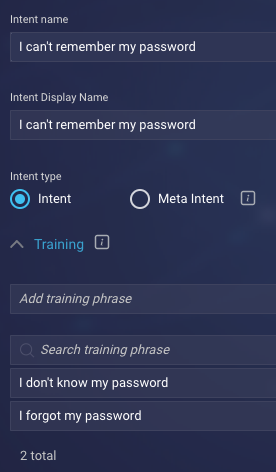 Intent name
I can't remember my password
Intent Display Name
I can't remember my password
Intent type
Intent
Meta Intent
i
Training
i
Add training phrase
Search training phrase
I don't know my password
I forgot my password
2 total